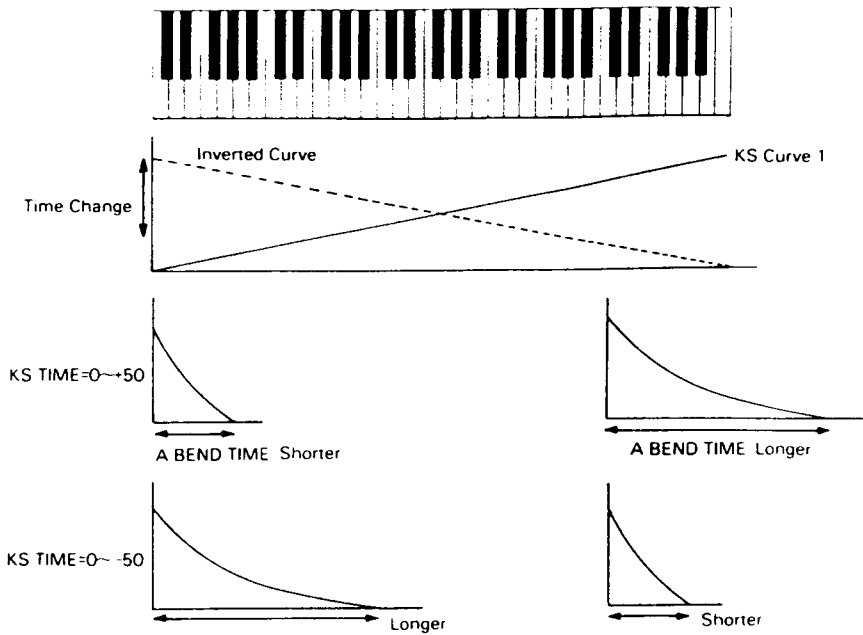 Inverted Curve
KS Curve 1
Time Change
KS TIME=0~+50
A BEND TIME Shorter
A BEND TIME Longer
KS TIME=0~-50
Longer
Shorter